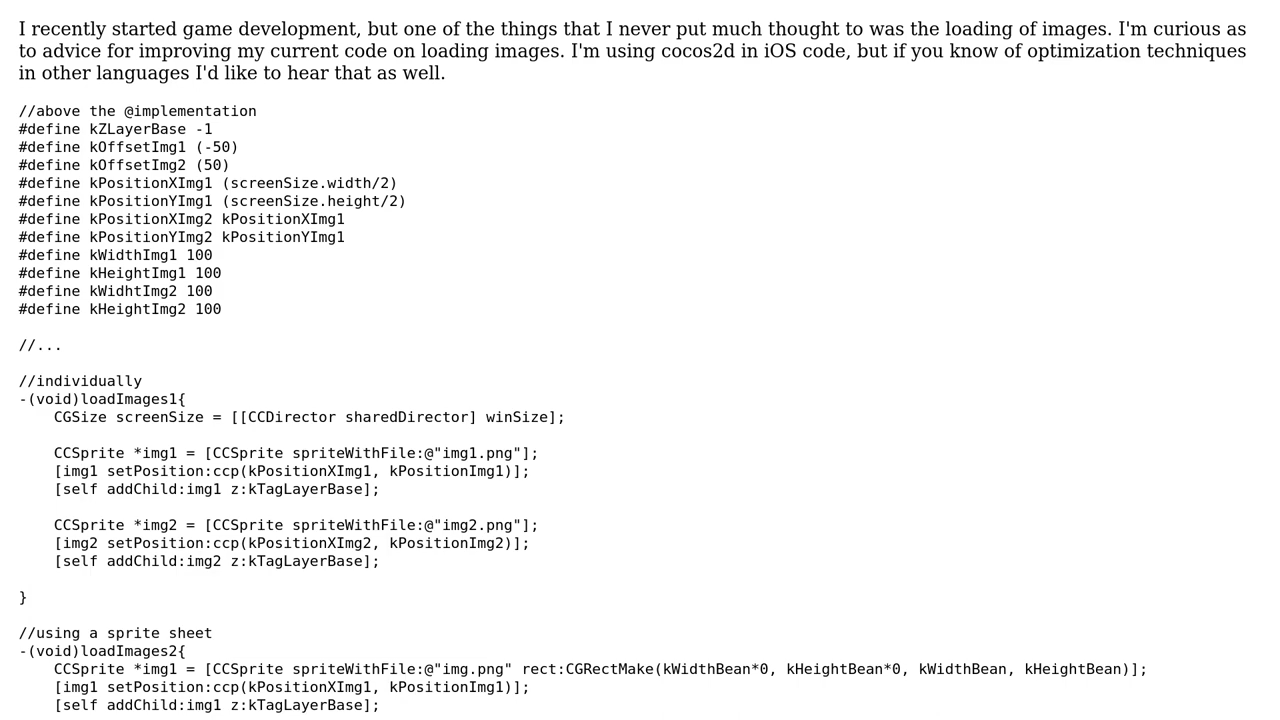 I recently started game development, but one of the things that I never put much thought to was the loading of images. I'm curious as
to advice for improving my current code on loading images. I'm using cocos2d in iOS code, but if you know of optimization techniques
in other languages I'd like to hear that as well.
//above the @implementation
#define kZLayerBase -1
#define kOffsetImg1 (-50)
#define kOffsetImg2 (50)
#define kPositionXImg1 (screenSize.width/2)
#define kPositionYImg1 (screenSize.height/2)
#define kPositionXImg2 kPositionXImg1
#define kPositionYImg2 kPositionYImg1
#define kWidthImg1 100
#define kHeightImg1 100
#define kWidhtImg2 100
#define kHeightImg2 100
//...
//individually
-(void)loadImages1{
    CGSize screenSize = [[CCDirector sharedDirector] winSize];
    CCSprite *img1 = [CCSprite spriteWithFile:@"img1.png"];
    [img1 setPosition:ccp(kPositionXImg1, kPositionImg1)];
    [self addChild:img1 z:kTagLayerBase];
    CCSprite *img2 = [CCSprite spriteWithFile:@"img2.png"];
    [img2 setPosition:ccp(kPositionXImg2, kPositionImg2)];
    [self addChild:img2 z:kTagLayerBase];
}
//using a sprite sheet
-(void)loadImages2{
    CCSprite *img1 = [CCSprite spriteWithFile:@"img.png" rect:CGRectMake(kWidthBean*0, kHeightBean*0, kWidthBean, kHeightBean)];
    [img1 setPosition:ccp(kPositionXImg1, kPositionImg1)];
    [self addChild:img1 z:kTagLayerBase];